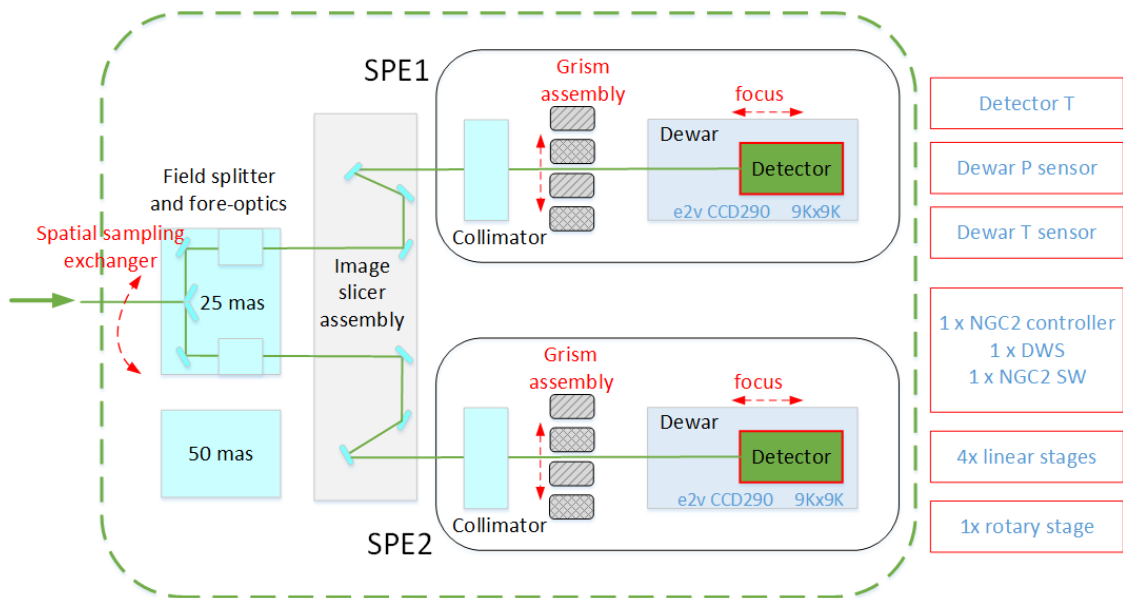 SPE1
Grism
assembly
focus
Dewar
Detector
e2v CCD290 9Kx9K
Collimator
Field splitter
and fore-optics
Spatial sampling
exchanger
25 mas
50 mas
Image
slicer
assembly
Grism
assembly
focus
Dewar
Detector
e2v CCD290 9Kx9K
Collimator
SPE2
Detector T
Dewar P sensor
Dewar T sensor
1 x NGC2 controller
1 x DWS
1 x NGC2 SW
4x linear stages
1x rotary stage